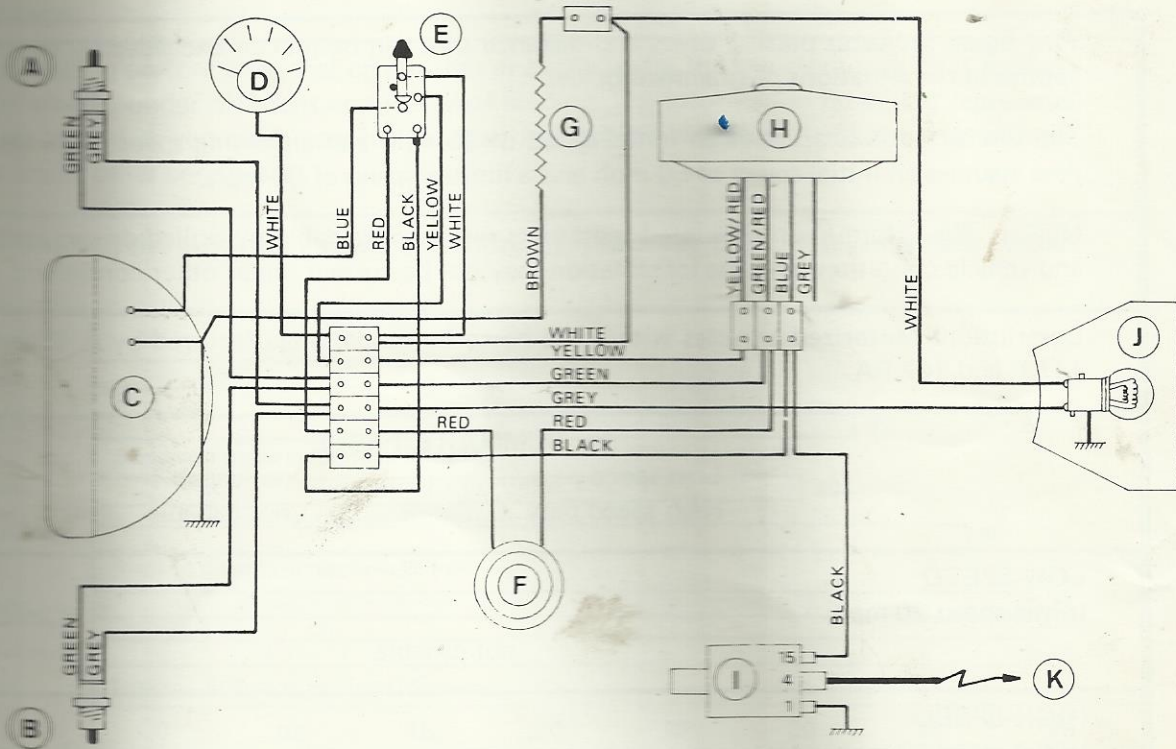 A
B
C
D
E
F
G
H
I
J
K
GREEN
GREY
WHITE
BLUE
RED
BLACK
YELLOW
WHITE
BROWN
YELLOW/RED
GREEN/RED
BLUE
GREY
WHITE
WHITE
YELLOW
GREEN
GREY
RED
RED
BLACK
GREEN
GREY
BLACK
15
4
1